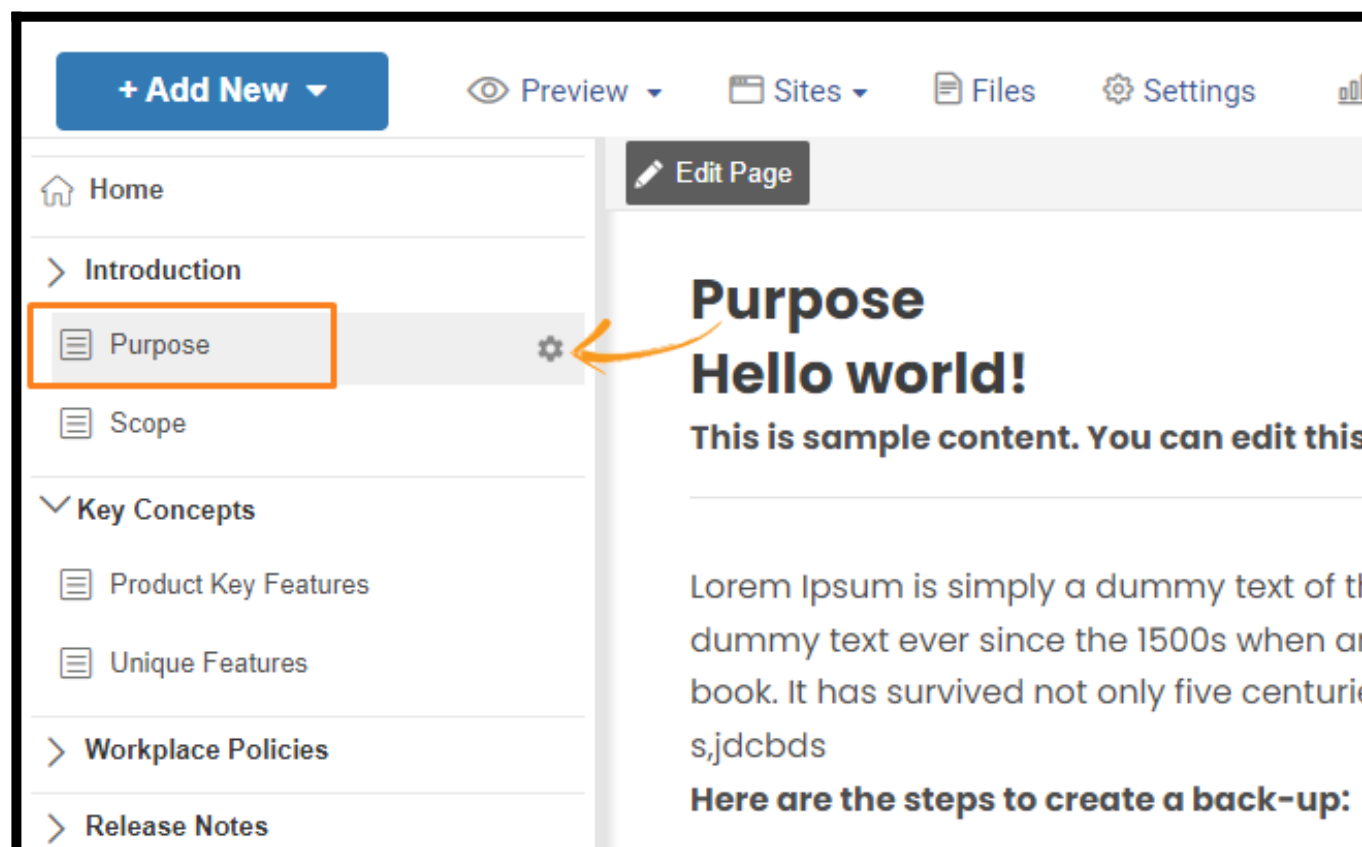 + Add New
Preview
Sites
Files
Settings
Home
Edit Page
Introduction
Purpose
Scope
Key Concepts
Product Key Features
Unique Features
Workplace Policies
Release Notes
Purpose
Hello world!
This is sample content. You can edit this
Lorem Ipsum is simply a dummy text of
dummy text ever since the 1500s when
book. It has survived not only five
s,jdcbds
Here are the steps to create a back-up: